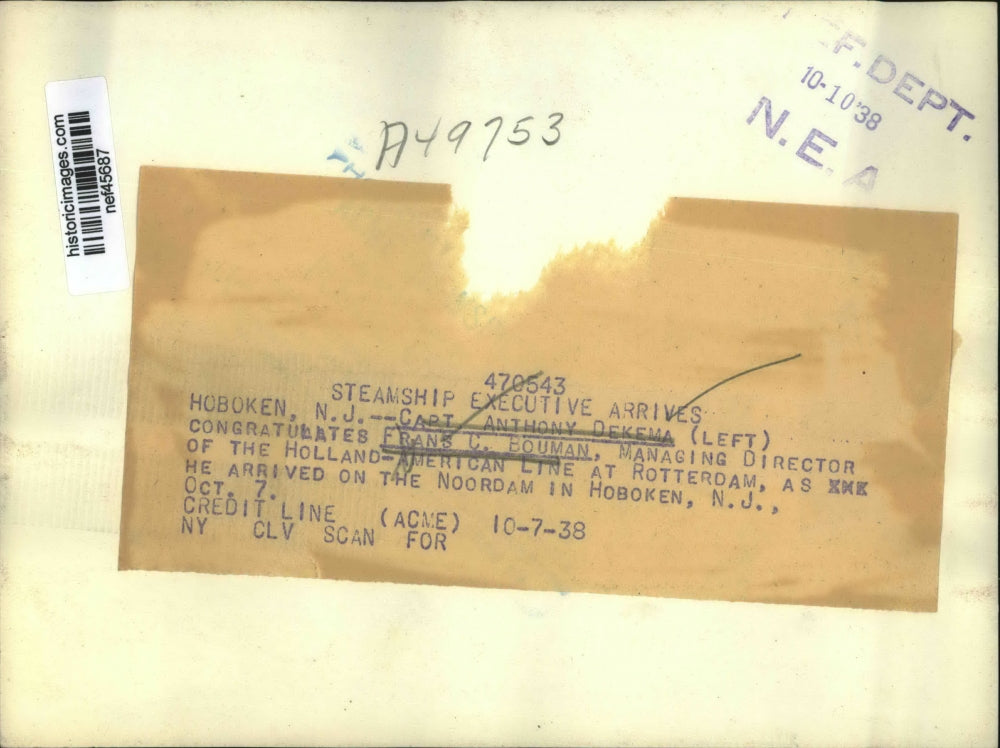 F. DEPT.
10-10'38
N. E. A
A49753
historicimages.com
nef45687
470543
STEAMSHIP EXECUTIVE ARRIVES
HOBOKEN, N.J.--CAPT. ANTHONY DEKEMA (LEFT)
CONGRATULATES FRANS C. BOUMAN, MANAGING DIRECTOR
OF THE HOLLAND-AMERICAN LINE AT ROTTERDAM, AS
HE ARRIVED ON THE NOORDAM IN HOBOKEN, N.J.,
OCT. 7.
CREDIT LINE (ACME) 10-7-38
NY CLV SCAN FOR